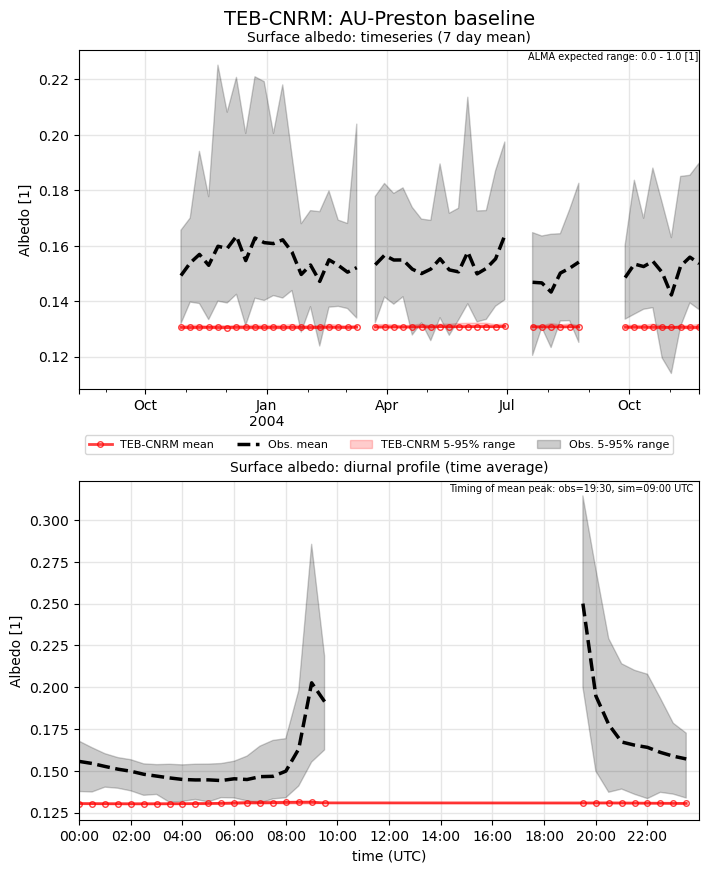 TEB-CNRM: AU-Preston baseline
Surface albedo: timeseries (7 day mean)
ALMA expected range: 0.0 - 1.0 [1]
0.22
0.20
0.18
0.16
0.14
0.12
Albedo [1]
Oct Jan Apr Jul Oct
2004
TEB-CNRM mean Obs. mean TEB-CNRM 5-95% range Obs. 5-95% range
Surface albedo: diurnal profile (time average)
Timing of mean peak: obs=19:30, sim=09:00 UTC
0.300
0.275
0.250
0.225
0.200
0.175
0.150
0.125
Albedo [1]
00:00 02:00 04:00 06:00 08:00 10:00 12:00 14:00 16:00 18:00 20:00 22:00
time (UTC)